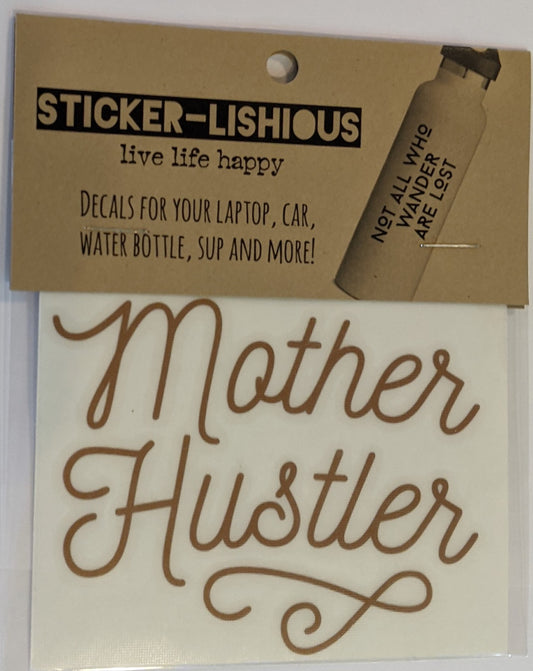 STICKER-LISHIOUS
live life happy
DECALS FOR YOUR LAPTOP, CAR,
WATER BOTTLE, SUP AND MORE!
NOT ALL WHO
WANDER
ARE LOST
Mother
Hustler